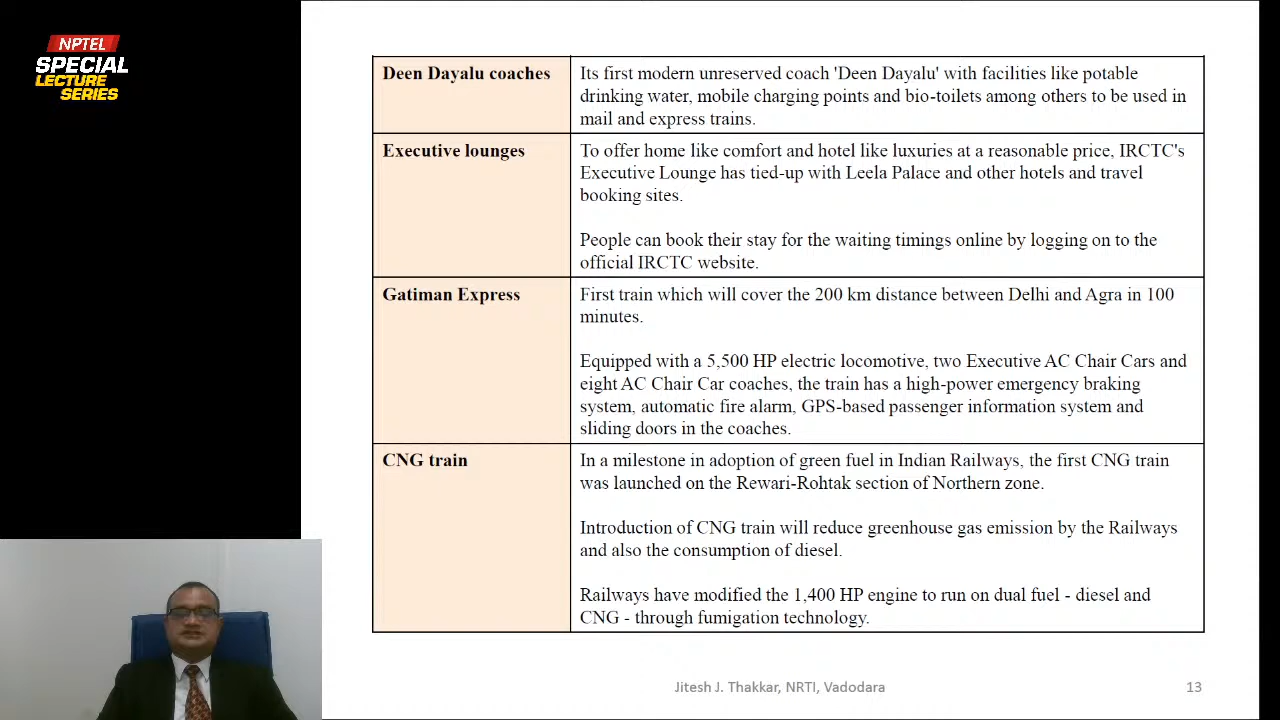 NPTEL
SPECIAL
LECTURE
SERIES
Deen Dayalu coaches
Its first modern unreserved coach 'Deen Dayalu' with facilities like potable
drinking water, mobile charging points and bio-toilets among others to be used in
mail and express trains.
Executive lounges
To offer home like comfort and hotel like luxuries at a reasonable price, IRCTC's
Executive Lounge has tied-up with Leela Palace and other hotels and travel
booking sites.
People can book their stay for the waiting timings online by logging on to the
official IRCTC website.
Gatiman Express
First train which will cover the 200 km distance between Delhi and Agra in 100
minutes.
Equipped with a 5,500 HP electric locomotive, two Executive AC Chair Cars and
eight AC Chair Car coaches, the train has a high-power emergency braking
system, automatic fire alarm, GPS-based passenger information system and
sliding doors in the coaches.
CNG train
In a milestone in adoption of green fuel in Indian Railways, the first CNG train
was launched on the Rewari-Rohtak section of Northern zone.
Introduction of CNG train will reduce greenhouse gas emission by the Railways
and also the consumption of diesel.
Railways have modified the 1,400 HP engine to run on dual fuel - diesel and
CNG - through fumigation technology.
Jitesh J. Thakkar, NRTI, Vadodara
13